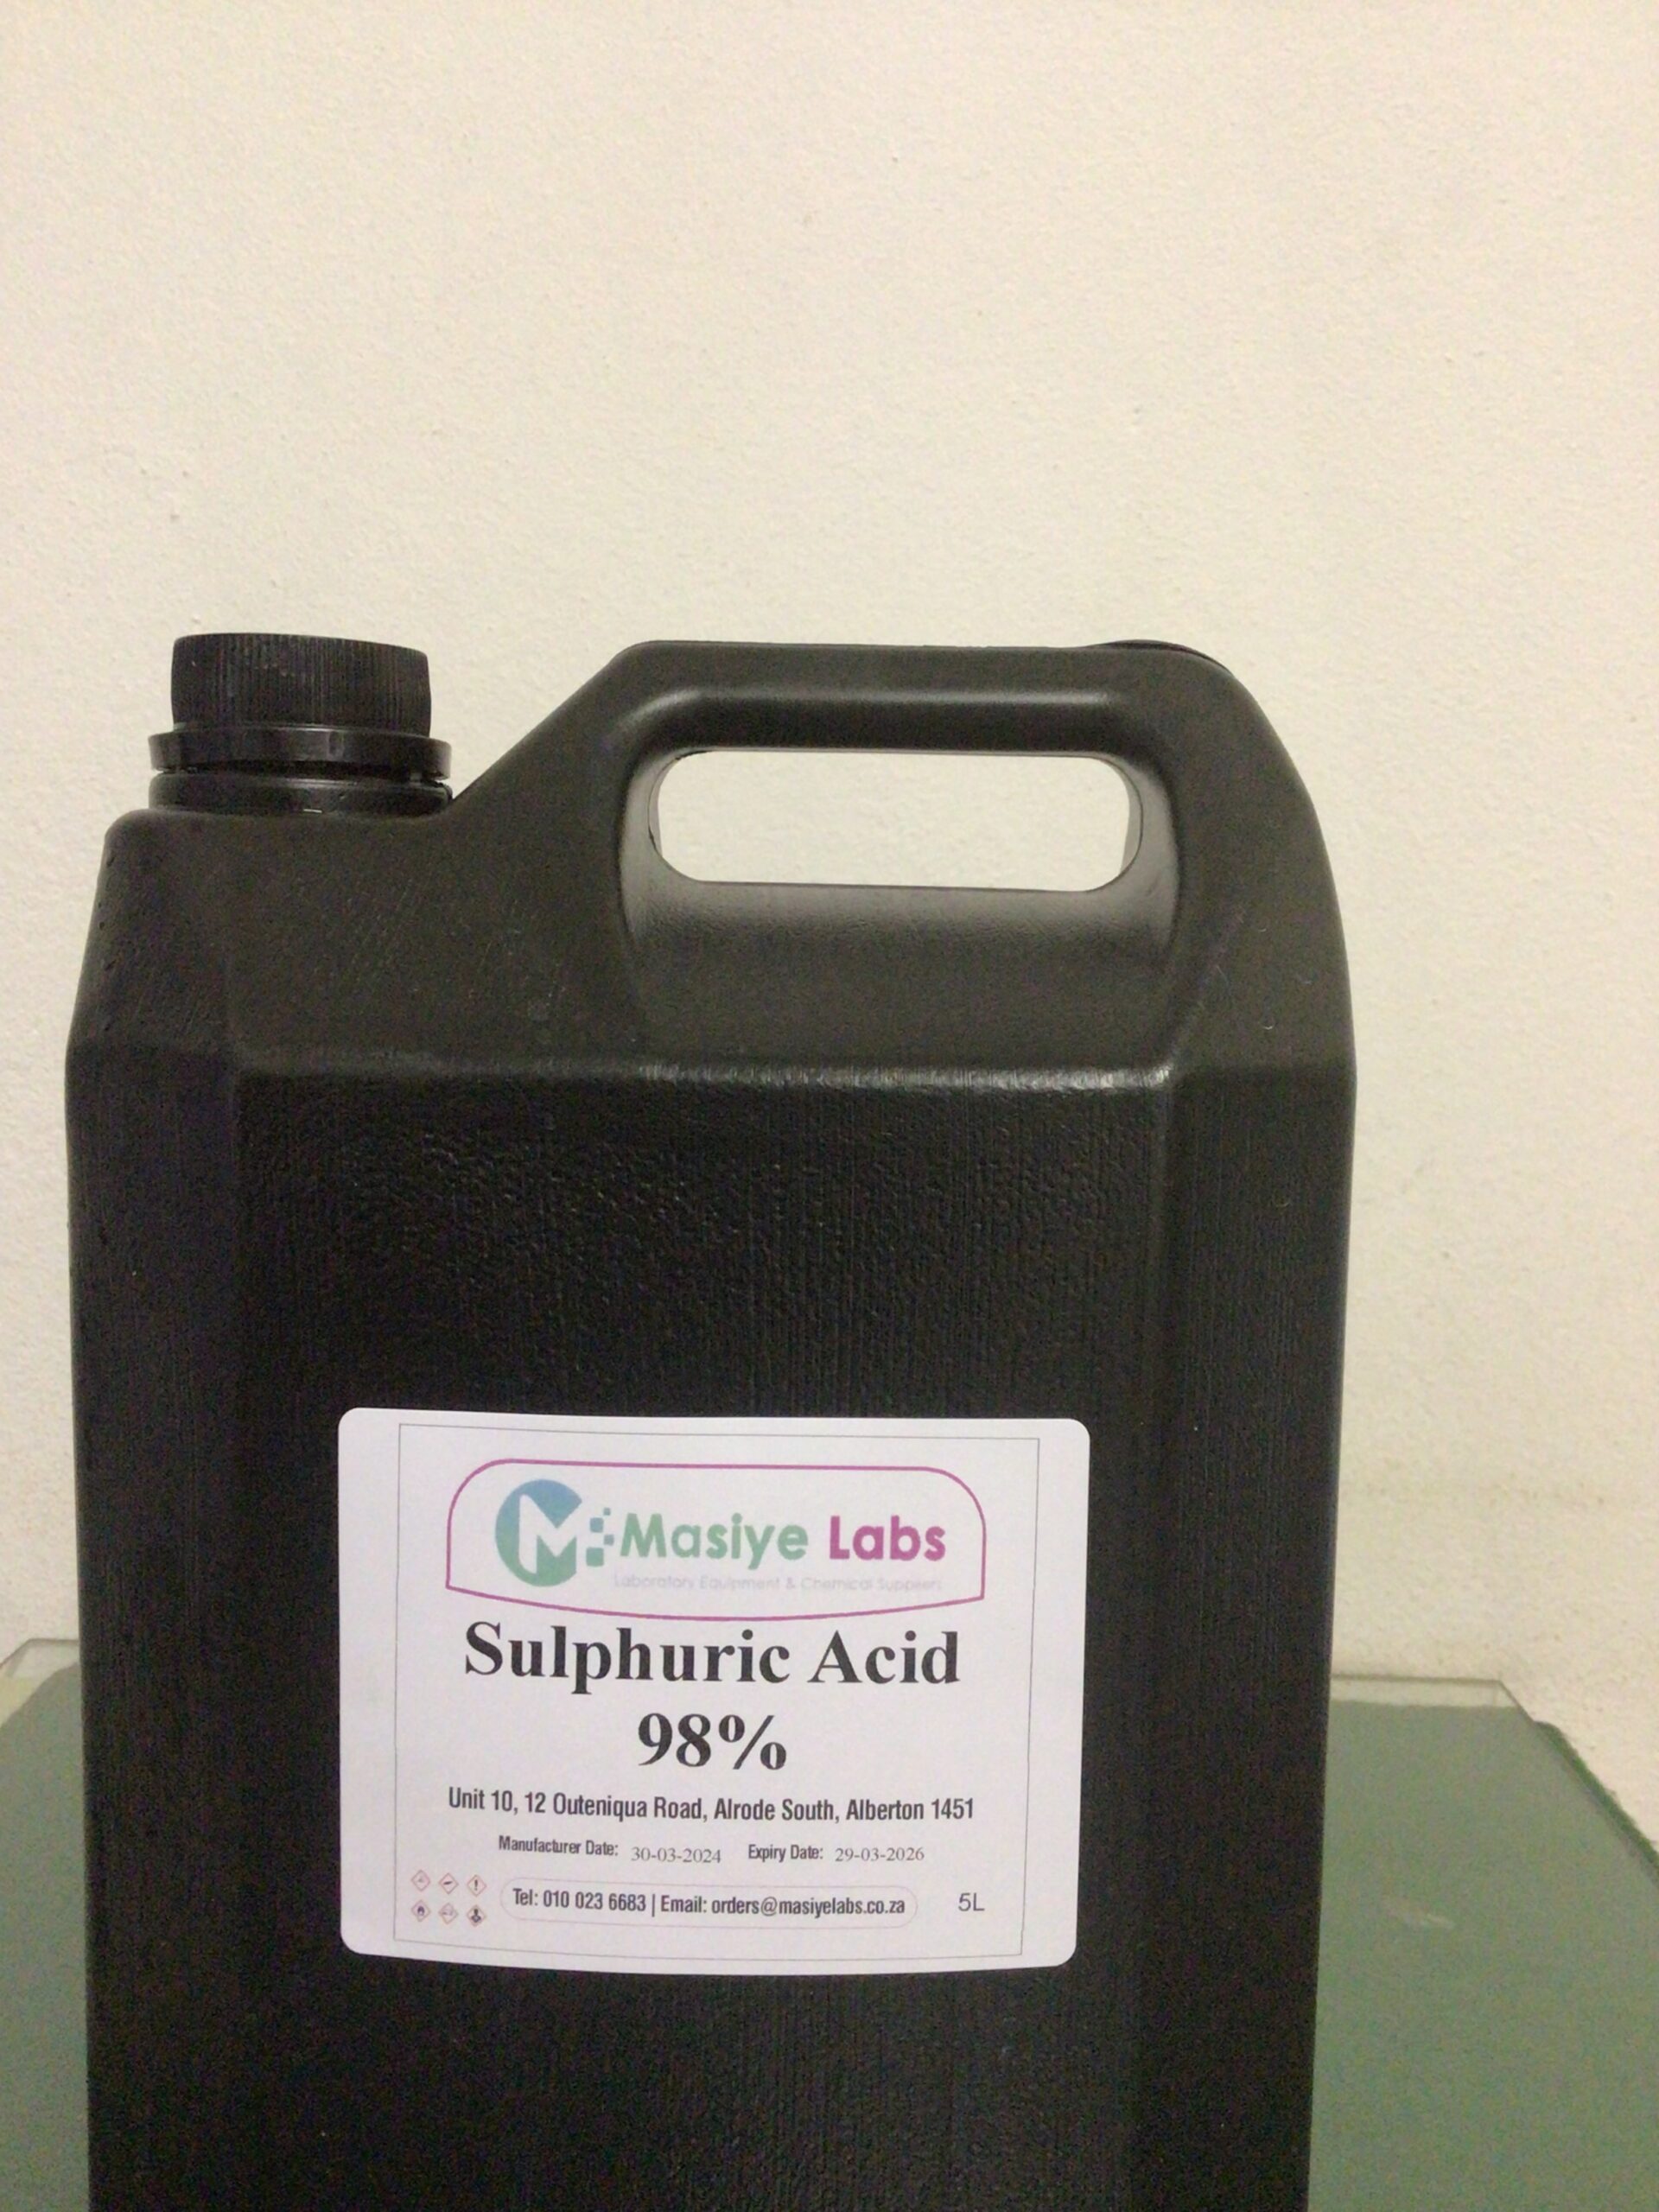 Masiye Labs
Laboratory Equipment & Chemical Suppliers
Sulphuric Acid
98%
Unit 10, 12 Outeniqua Road, Alrode South, Alberton 1451
Manufacturer Date: 30-03-2024 Expiry Date: 29-03-2026
Tel: 010 023 6683 | Email: orders@masiyelabs.co.za 5L